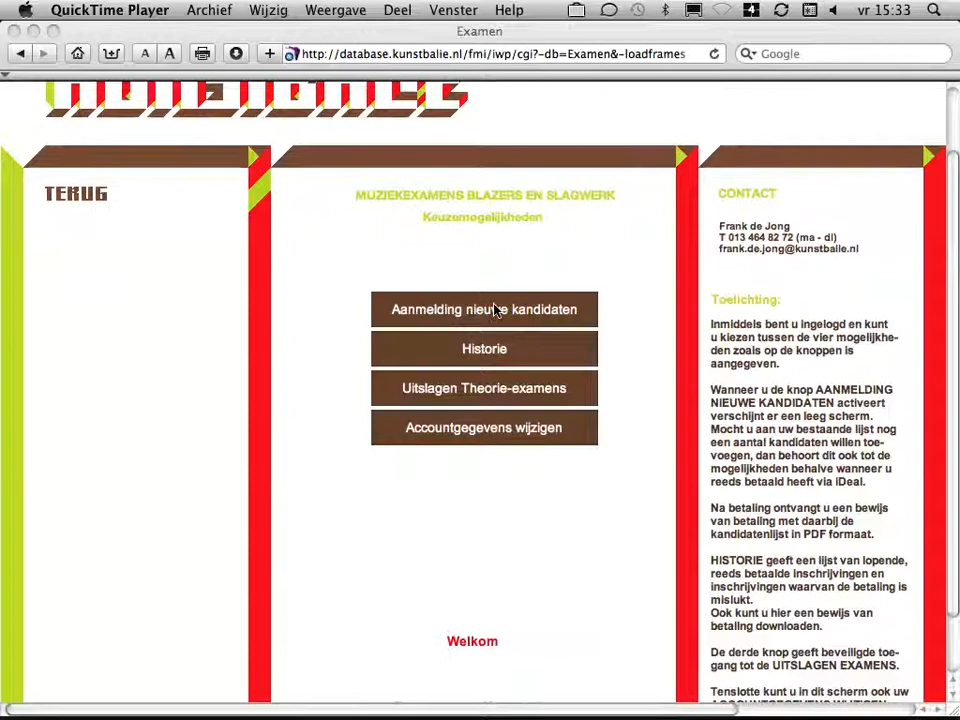 QuickTime Player Archief Wijzig Weergave Deel Venster Help 4 vr 15:33
Examen
A A http://database.kunstbalie.nl/fmi/iwp/cgi?-db=Examen&-loadframes Google
TERUG
MUZIEKEXAMENS BLAZERS EN SLAGWERK
Keuzemogelijkheden
Aanmelding nieuwe kandidaten
Historie
Uitslagen Theorie-examens
Accountgegevens wijzigen
Welkom
CONTACT
Frank de Jong
T 013 464 82 72 (ma - di)
frank.de.jong@kunstbalie.nl
Toelichting:
Inmiddels bent u ingelogd en kunt
u kiezen tussen de vier mogelijkhe-
den zoals op de knoppen is
aangegeven.
Wanneer u de knop AANMELDING
NIEUWE KANDIDATEN activeert
verschijnt er een leeg scherm.
Mocht u aan uw bestaande lijst nog
een aantal kandidaten willen toe-
voegen, dan behoort dit ook tot de
mogelijkheden behalve wanneer u
reeds betaald heeft via iDeal.
Na betaling ontvangt u een bewijs
van betaling met daarbij de
kandidatenlijst in PDF formaat.
HISTORIE geeft een lijst van lopende,
reeds betaalde inschrijvingen en
inschrijvingen waarvan de betaling is
mislukt.
Ook kunt u hier een bewijs van
betaling downloaden.
De derde knop geeft beveiligde toe-
gang tot de UITSLAGEN EXAMENS.
Tenslotte kunt u in dit scherm ook uw